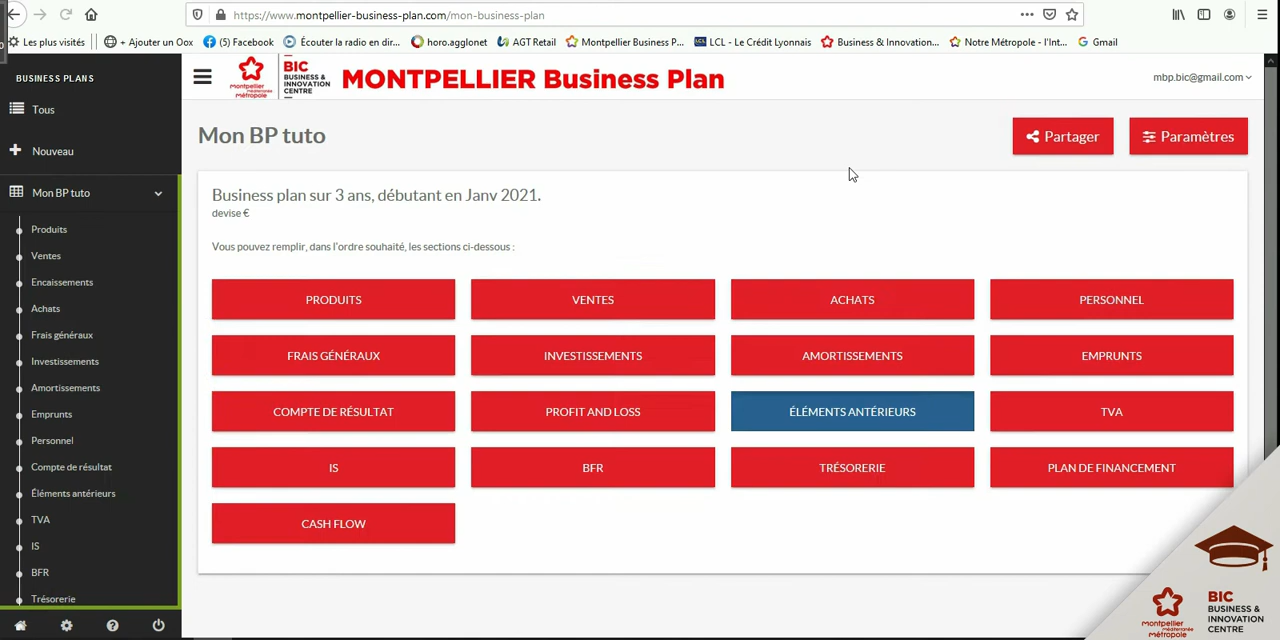 https://www.montpellier-business-plan.com/mon-business-plan
Les plus visités
+ Ajouter un Oox
(5) Facebook
Écouter la radio en dir...
horo.agglonet
AGT Retail
Montpellier Business P...
LCL - Le Crédit Lyonnais
Business & Innovation...
Notre Métropole - l'Int...
Gmail
BUSINESS PLANS
Tous
Nouveau
Mon BP tuto
Produits
Ventes
Encaissements
Achats
Frais généraux
Investissements
Amortissements
Emprunts
Personnel
Compte de résultat
Éléments antérieurs
TVA
IS
BFR
Trésorerie
montpellier
méditerranée
métropole
BIC
BUSINESS &
INNOVATION
CENTRE
MONTPELLIER Business Plan
mbp.bic@gmail.com
Mon BP tuto
Partager
Paramètres
Business plan sur 3 ans, débutant en Janv 2021.
devise €
Vous pouvez remplir, dans l'ordre souhaité, les sections ci-dessous :
PRODUITS
VENTES
ACHATS
PERSONNEL
FRAIS GÉNÉRAUX
INVESTISSEMENTS
AMORTISSEMENTS
EMPRUNTS
COMPTE DE RÉSULTAT
PROFIT AND LOSS
ÉLÉMENTS ANTÉRIEURS
TVA
IS
BFR
TRÉSORERIE
PLAN DE FINANCEMENT
CASH FLOW
montpellier
méditerranée
métropole
BIC
BUSINESS &
INNOVATION
CENTRE